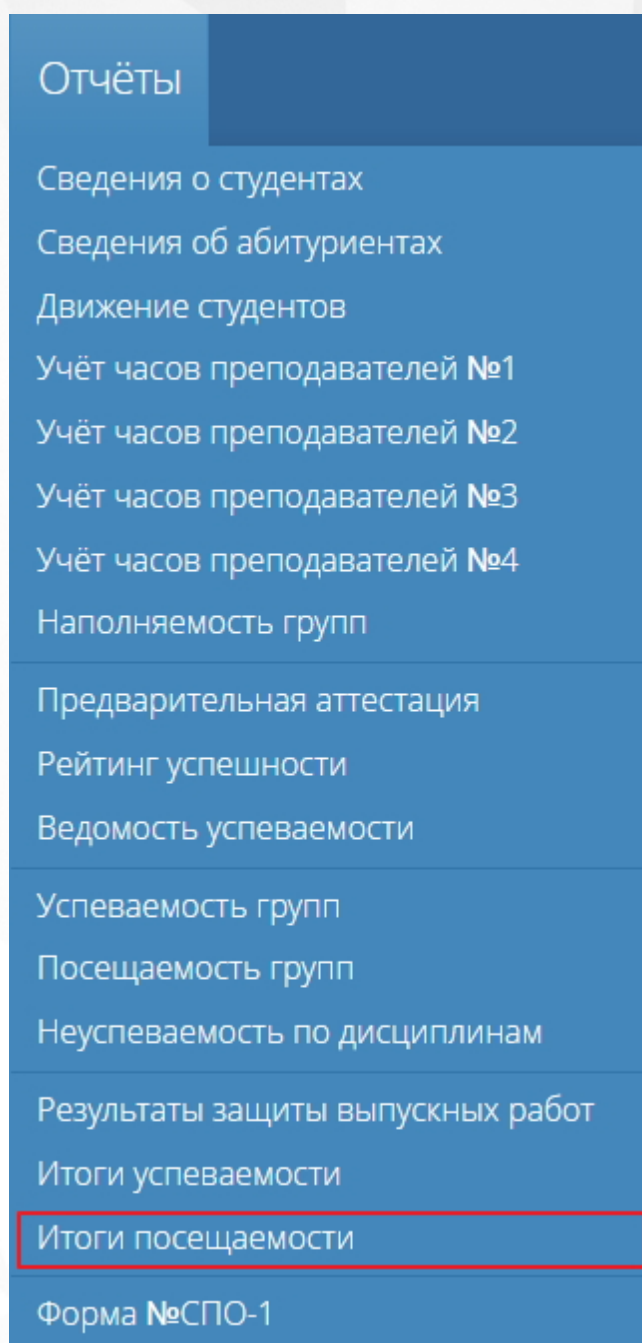 Отчёты
Сведения о студентах
Сведения об абитуриентах
Движение студентов
Учёт часов преподавателей №1
Учёт часов преподавателей №2
Учёт часов преподавателей №3
Учёт часов преподавателей №4
Наполняемость групп
Предварительная аттестация
Рейтинг успешности
Ведомость успеваемости
Успеваемость групп
Посещаемость групп
Неуспеваемость по дисциплинам
Результаты защиты выпускных работ
Итоги успеваемости
Итоги посещаемости
Форма №СПО-1